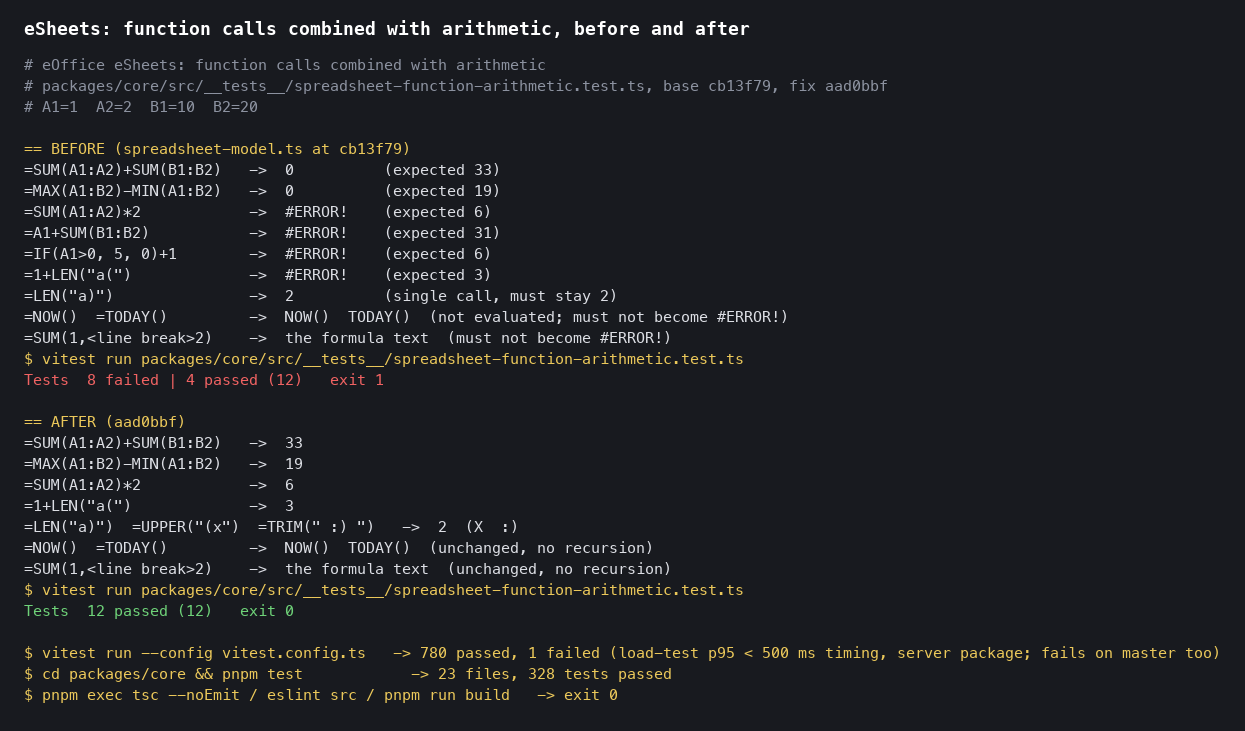 eSheets: function calls combined with arithmetic, before and after
# eOffice eSheets: function calls combined with arithmetic
# packages/core/src/__tests__/spreadsheet-function-arithmetic.test.ts, base cb13f79, fix aad0bbf
# A1=1  A2=2  B1=10  B2=20
== BEFORE (spreadsheet-model.ts at cb13f79)
=SUM(A1:A2)+SUM(B1:B2)   —>  0          (expected 33)
=MAX(A1:B2)-MIN(A1:B2)   —>  0          (expected 19)
=SUM(A1:A2)*2            —>  #ERROR!    (expected 6)
=A1+SUM(B1:B2)           —>  #ERROR!    (expected 31)
=IF(A1>0, 5, 0)+1        —>  #ERROR!    (expected 6)
=1+LEN("a(")             —>  #ERROR!    (expected 3)
=LEN("a)")               —>  2          (single call, must stay 2)
=NOW()  =TODAY()         —>  NOW()  TODAY()  (not evaluated; must not become #ERROR!)
=SUM(1,<line break>2)    —>  the formula text  (must not become #ERROR!)
$ vitest run packages/core/src/__tests__/spreadsheet-function-arithmetic.test.ts
Tests  8 failed | 4 passed (12)   exit 1
== AFTER (aad0bbf)
=SUM(A1:A2)+SUM(B1:B2)   —>  33
=MAX(A1:B2)-MIN(A1:B2)   —>  19
=SUM(A1:A2)*2            —>  6
=1+LEN("a(")             —>  3
=LEN("a)")  =UPPER("(x")  =TRIM(" :) ")   —>  2  (X  :)
=NOW()  =TODAY()         —>  NOW()  TODAY()  (unchanged, no recursion)
=SUM(1,<line break>2)    —>  the formula text  (unchanged, no recursion)
$ vitest run packages/core/src/__tests__/spreadsheet-function-arithmetic.test.ts
Tests  12 passed (12)   exit 0
$ vitest run --config vitest.config.ts   —> 780 passed, 1 failed (load-test p95 < 500 ms timing, server package; fails on master too)
$ cd packages/core && pnpm test            —> 23 files, 328 tests passed
$ pnpm exec tsc --noEmit / eslint src / pnpm run build   —> exit 0